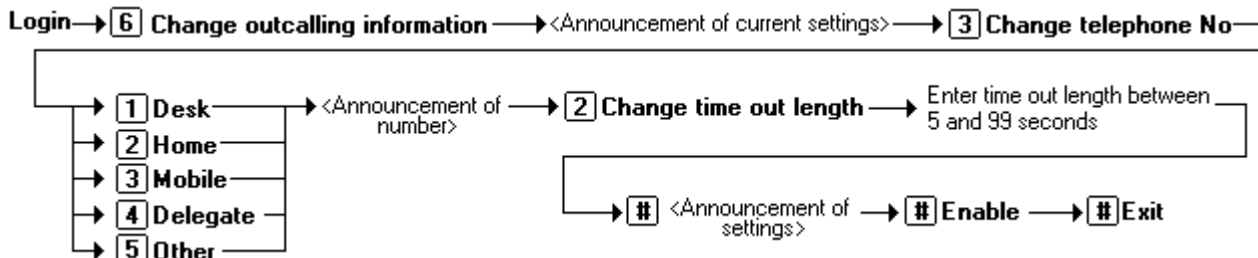 Login 6 Change outcalling information <Announcement of current settings> 3 Change telephone No
1 Desk
2 Home
3 Mobile
4 Delegate
5 Other
<Announcement of
number>
2 Change time out length
Enter time out length between
5 and 99 seconds
# <Announcement of
settings>
# Enable # Exit